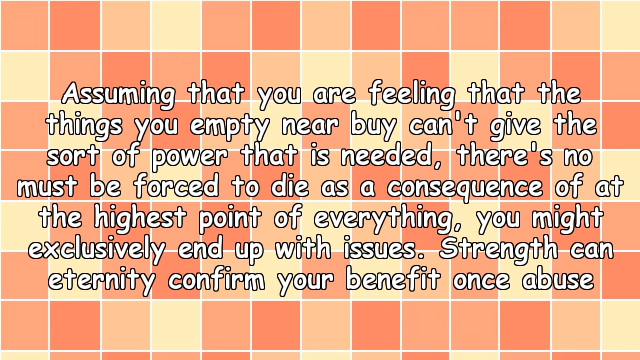 Assuming that you are feeling that the
things you empty near buy can't give the
sort of power that is needed, there's no
must be forced to die as a consequence of at
the highest point of everything, you might
exclusively end up with issues. Strength can
eternity confirm your benefit once abuse